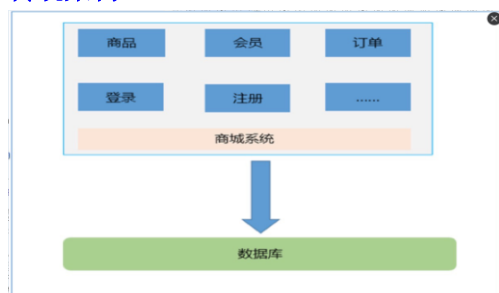 商品 会员 订单
登录 注册 ......
商城系统
数据库